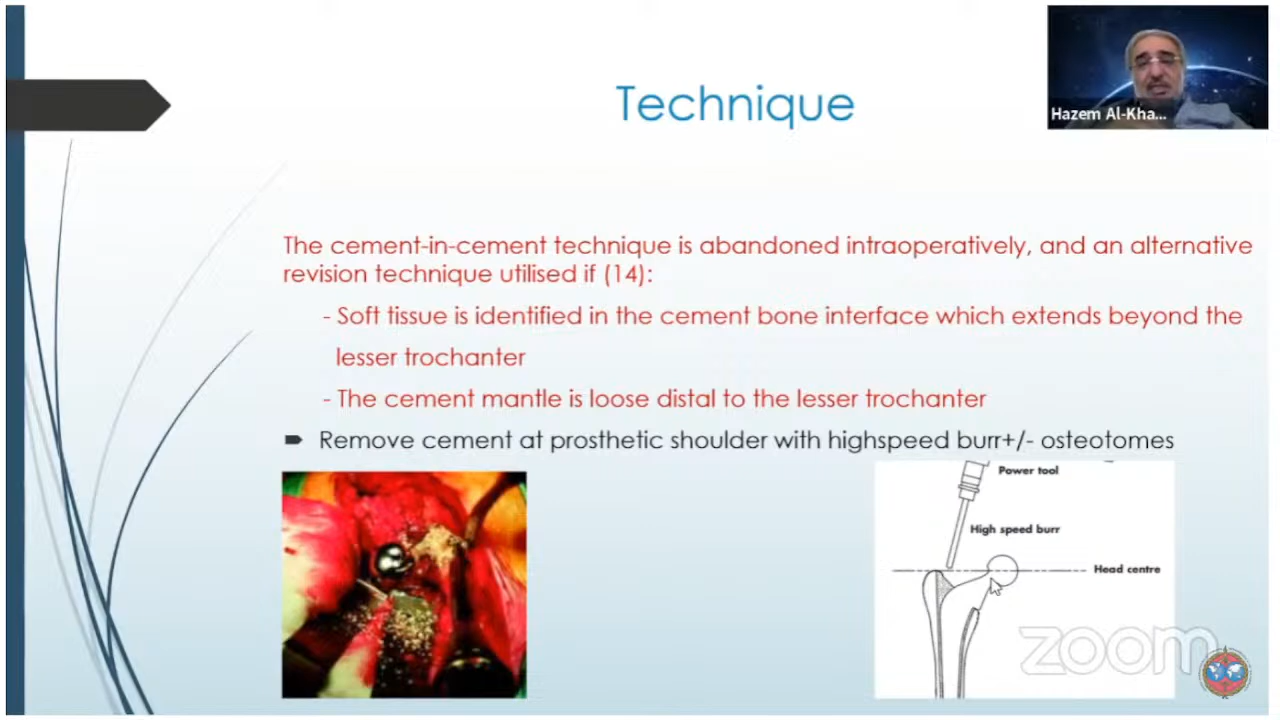 Technique
Hazem Al-Kha...
The cement-in-cement technique is abandoned intraoperatively, and an alternative
revision technique utilised if (14):
- Soft tissue is identified in the cement bone interface which extends beyond the
lesser trochanter
- The cement mantle is loose distal to the lesser trochanter
Remove cement at prosthetic shoulder with highspeed burr+/- osteotomes
Power tool
High speed burr
Head centre
zoom